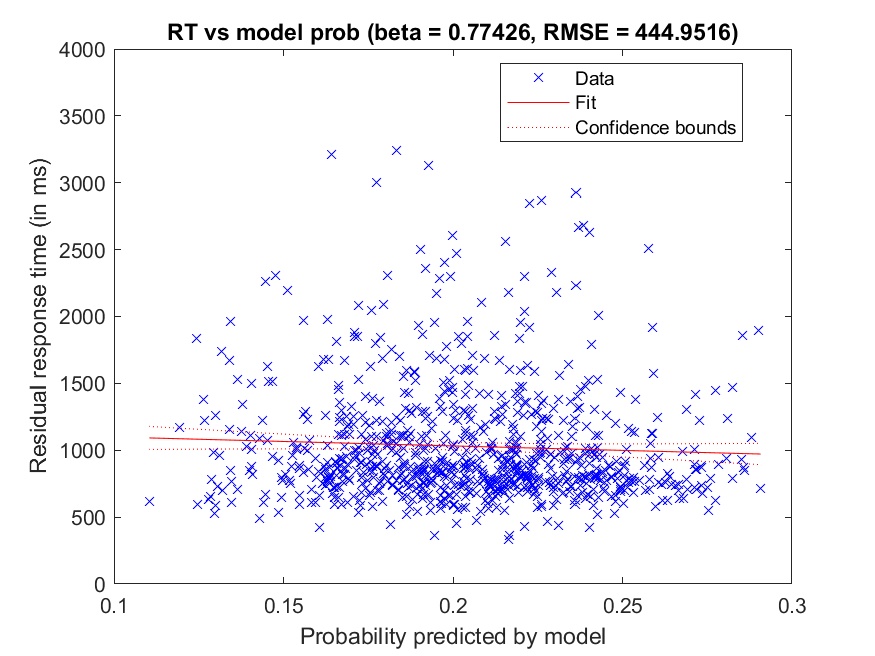 RT vs model prob (beta = 0.77426, RMSE = 444.9516)
4000
3500
3000
2500
2000
1500
1000
500
0
Residual response time (in ms)
Data
Fit
Confidence bounds
0.1
0.15
0.2
0.25
0.3
Probability predicted by model